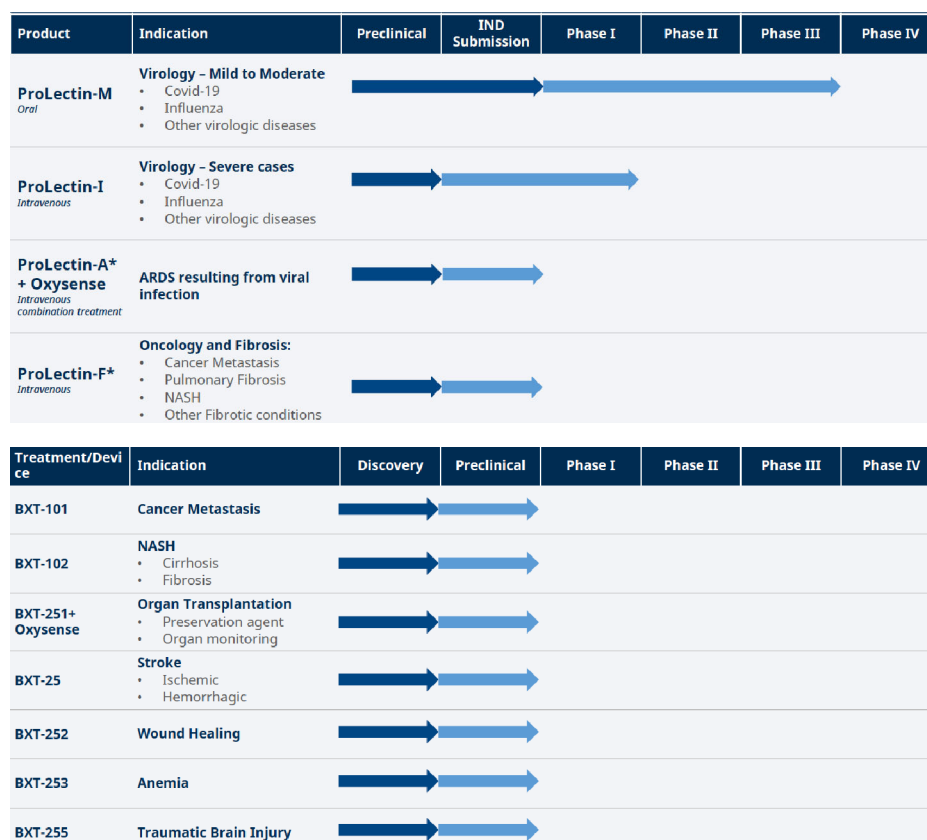 Product Indication Preclinical IND Submission Phase I Phase II Phase III Phase IV
ProLectin-M
Oral
Virology – Mild to Moderate
• Covid-19
• Influenza
• Other virologic diseases
ProLectin-I
Intravenous
Virology – Severe cases
• Covid-19
• Influenza
• Other virologic diseases
ProLectin-A*
+ Oxysense
Intravenous
combination treatment
ARDS resulting from viral
infection
ProLectin-F*
Intravenous
Oncology and Fibrosis:
• Cancer Metastasis
• Pulmonary Fibrosis
• NASH
• Other Fibrotic conditions
Treatment/Devi
ce
Indication Discovery Preclinical Phase I Phase II Phase III Phase IV
BXT-101 Cancer Metastasis
BXT-102
NASH
• Cirrhosis
• Fibrosis
BXT-251+
Oxysense
Organ Transplantation
• Preservation agent
• Organ monitoring
BXT-25
Stroke
• Ischemic
• Hemorrhagic
BXT-252 Wound Healing
BXT-253 Anemia
BXT-255 Traumatic Brain Injury